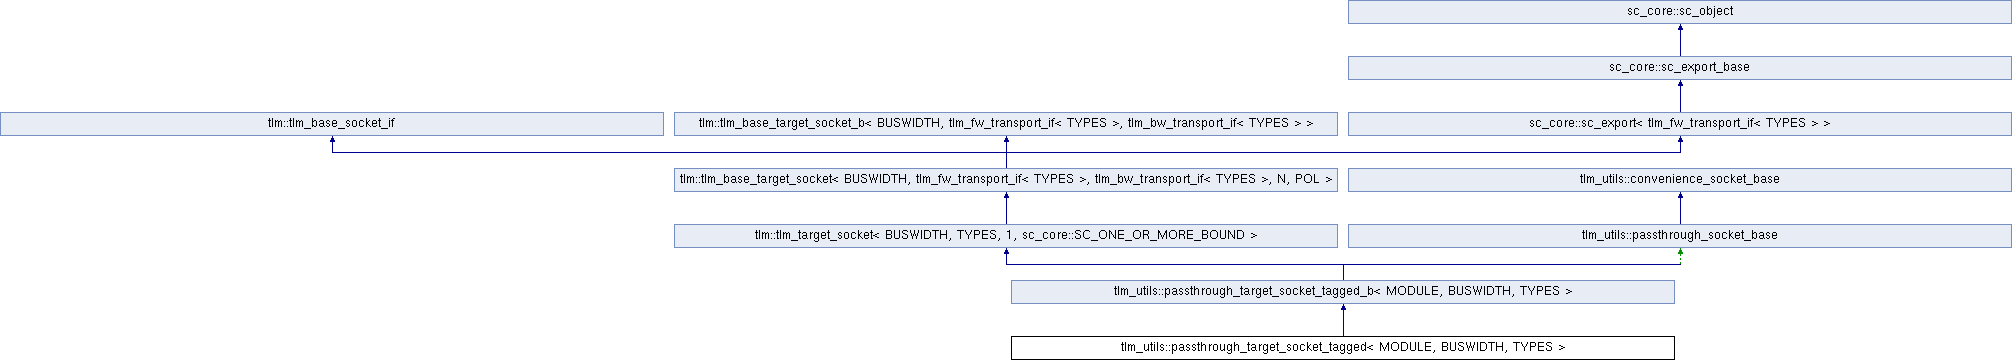 sc_core::sc_object
sc_core::sc_export_base
tlm::tlm_base_socket_if
tlm::tlm_base_target_socket_b< BUSWIDTH, tlm_fw_transport_if< TYPES >, tlm_bw_transport_if< TYPES > >
sc_core::sc_export< tlm_fw_transport_if< TYPES > >
tlm::tlm_base_target_socket< BUSWIDTH, tlm_fw_transport_if< TYPES >, tlm_bw_transport_if< TYPES >, N, POL >
tlm_utils::convenience_socket_base
tlm::tlm_target_socket< BUSWIDTH, TYPES, 1, sc_core::SC_ONE_OR_MORE_BOUND >
tlm_utils::passthrough_socket_base
tlm_utils::passthrough_target_socket_tagged_b< MODULE, BUSWIDTH, TYPES >
tlm_utils::passthrough_target_socket_tagged< MODULE, BUSWIDTH, TYPES >